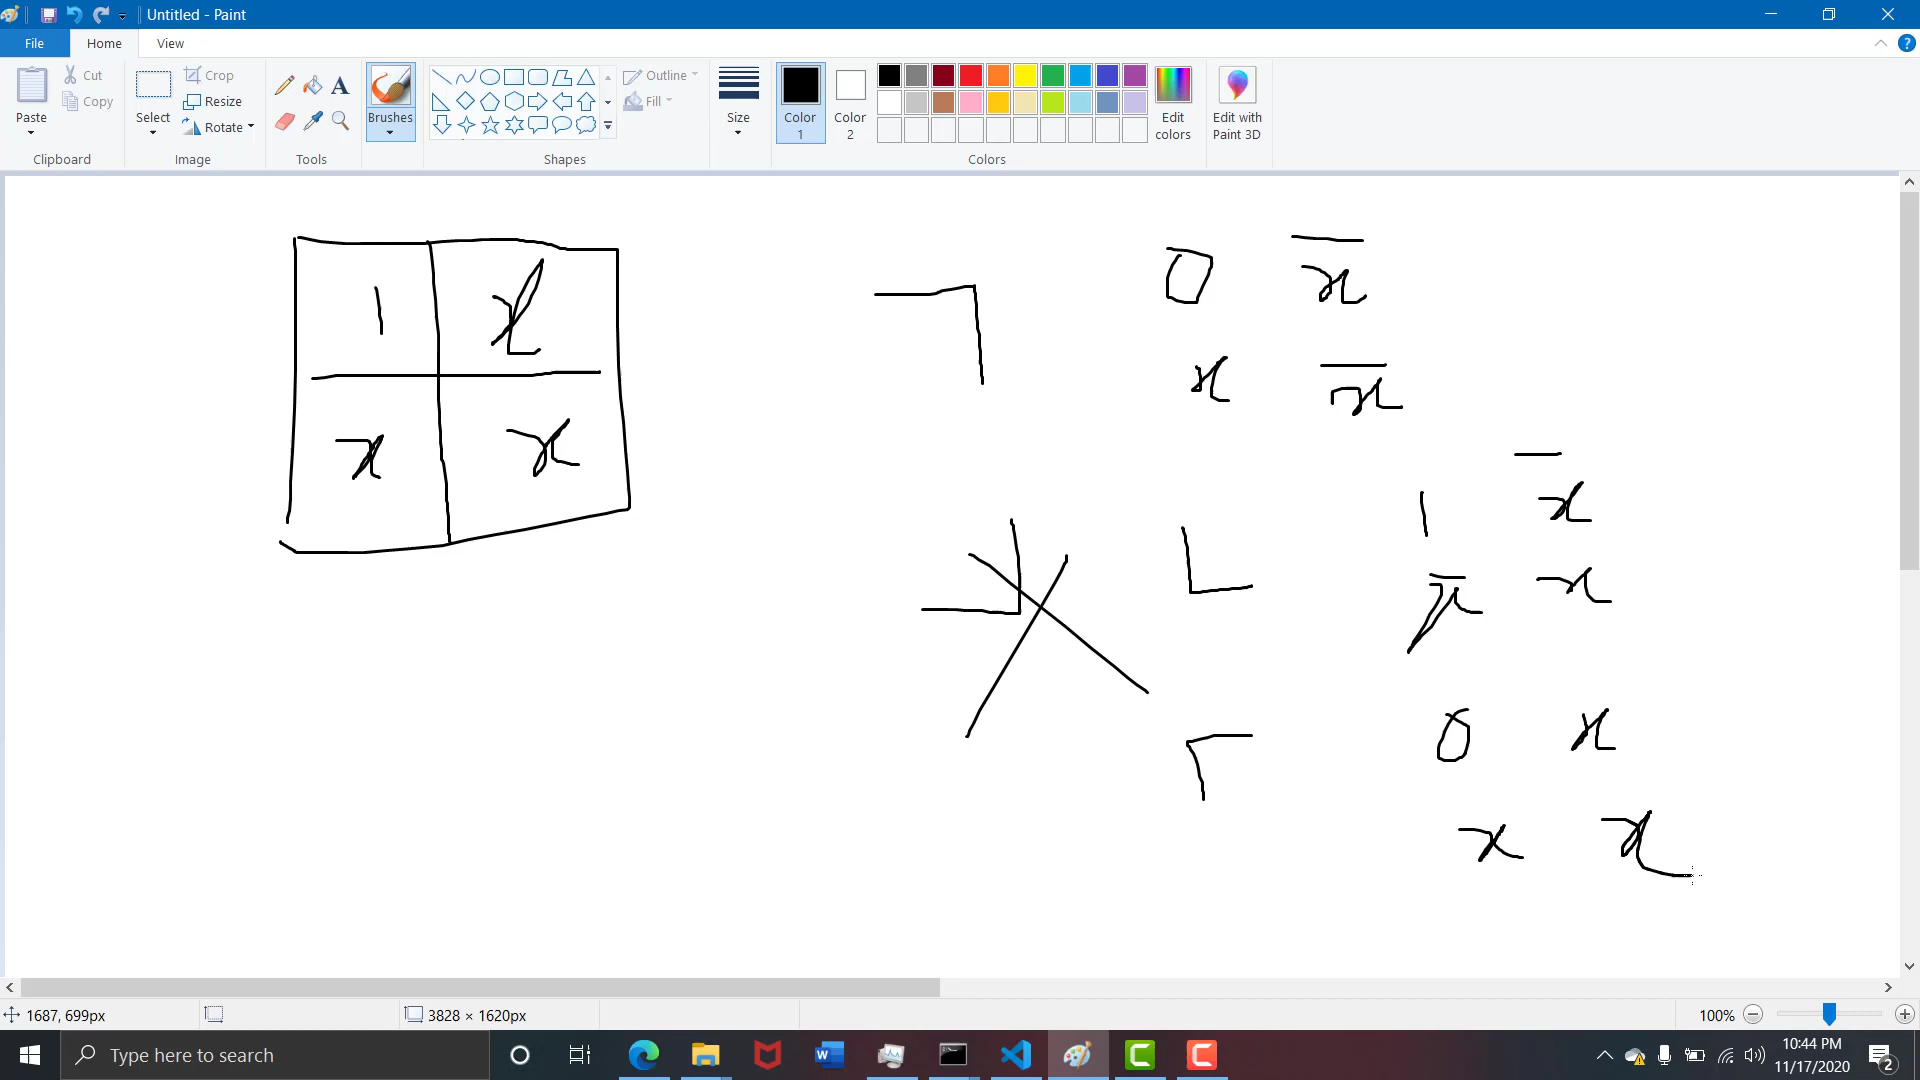 Untitled - Paint
File Home View
Paste Cut Copy
Clipboard
Select Crop Resize Rotate
Image
A
Tools
Brushes
Outline Fill
Shapes
Size
Color 1 Color 2
Edit colors
Colors
Edit with Paint 3D
1 x
x x
0 x̅
x x̅
1 x̅
x̅ x
0 x
x x
1687, 699px
3828 × 1620px
100%
Type here to search
10:44 PM
11/17/2020
2